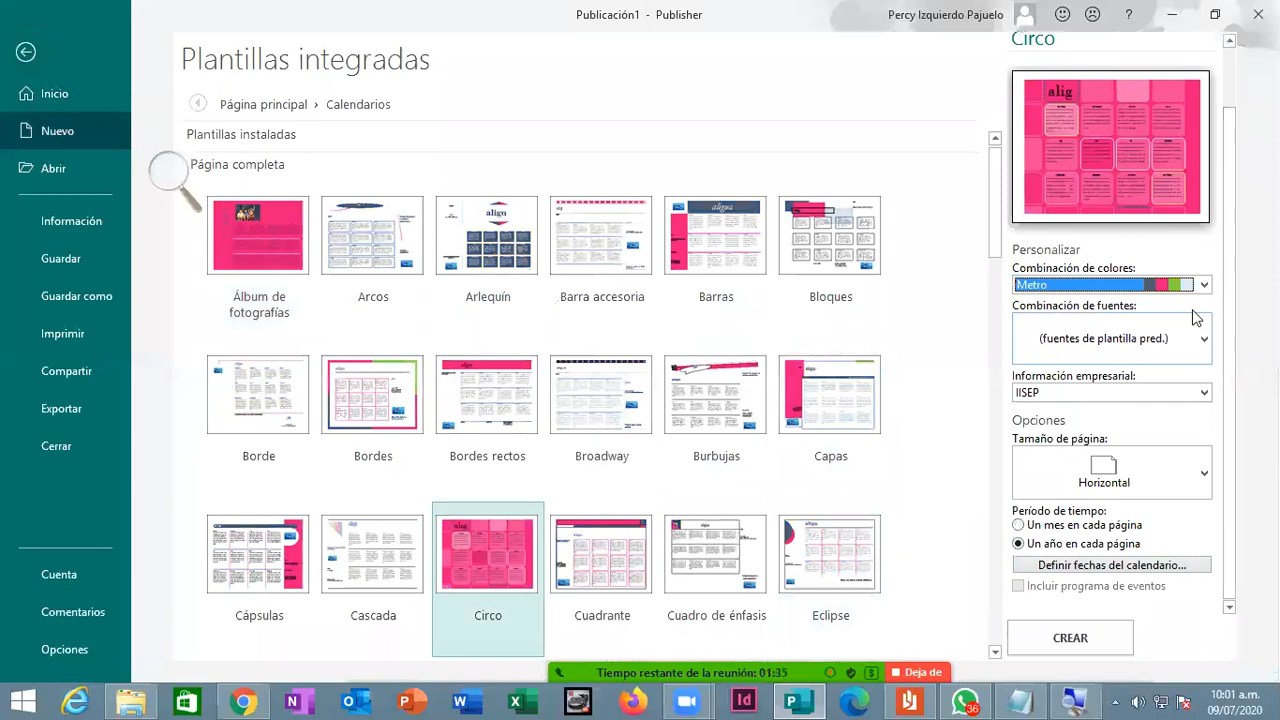 Publicación1 - Publisher
Percy Izquierdo Pajuelo
?
Inicio
Nuevo
Abrir
Información
Guardar
Guardar como
Imprimir
Compartir
Exportar
Cerrar
Cuenta
Comentarios
Opciones
Plantillas integradas
Página principal › Calendarios
Plantillas instaladas
Página completa
Álbum de fotografías
Arcos
Arlequín
Barra accesoria
Barras
Bloques
Borde
Bordes
Bordes rectos
Broadway
Burbujas
Capas
Cápsulas
Cascada
Circo
Cuadrante
Cuadro de énfasis
Eclipse
Circo
alig
Personalizar
Combinación de colores:
Metro
Combinación de fuentes:
(fuentes de plantilla pred.)
Información empresarial:
IISEP
Opciones
Tamaño de página:
Horizontal
Período de tiempo:
Un mes en cada página
Un año en cada página
Definir fechas del calendario...
Incluir programa de eventos
CREAR
Tiempo restante de la reunión: 01:35
Deja de
36
10:01 a.m.
09/07/2020